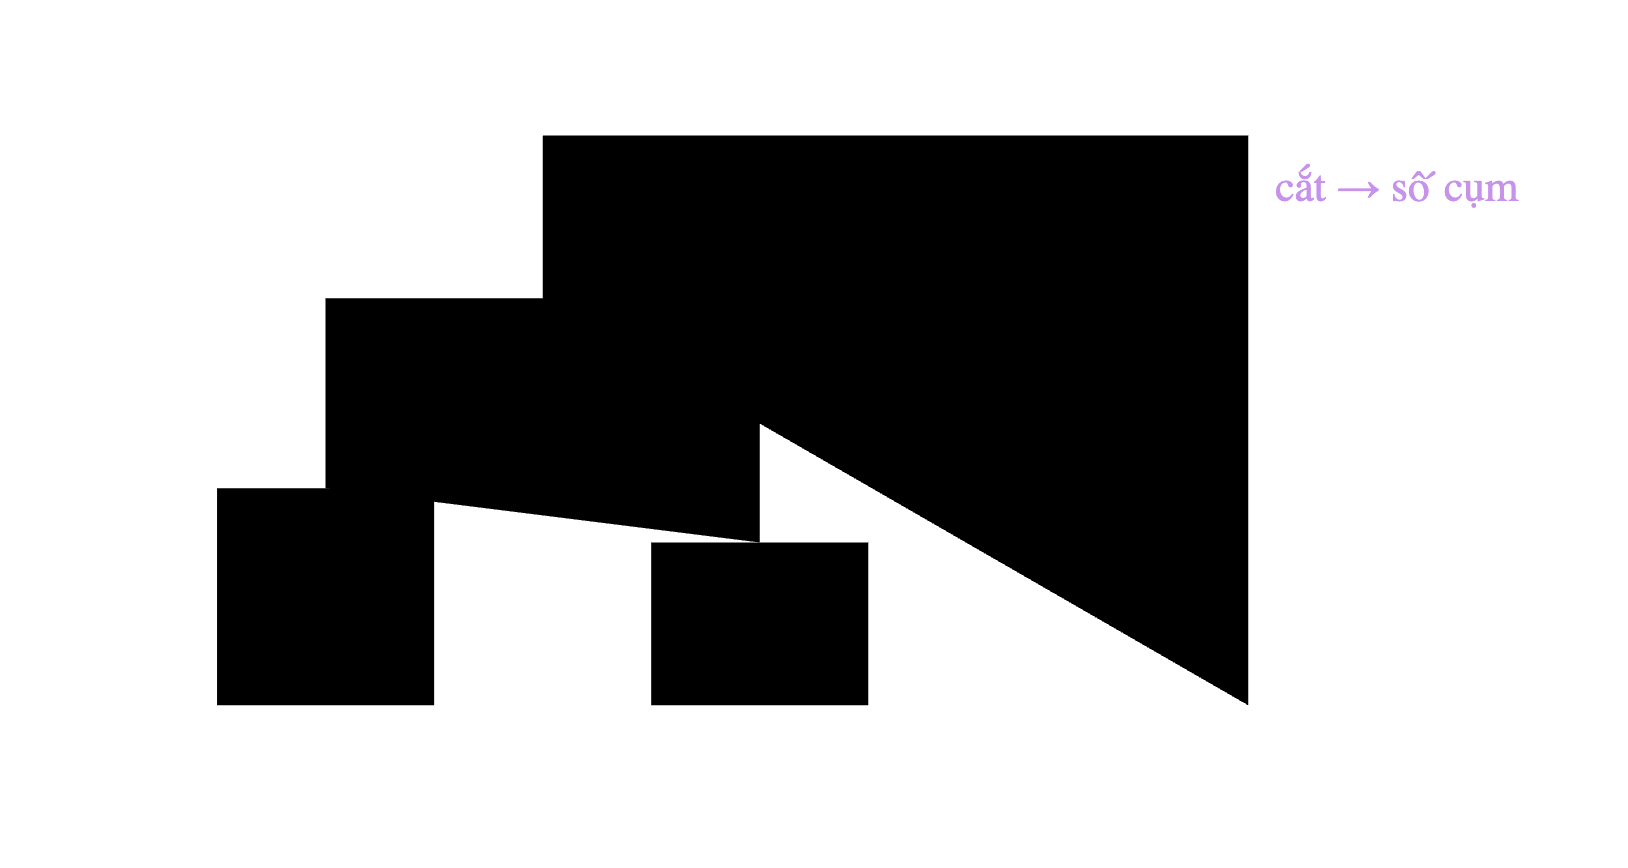 cắt → số cụm